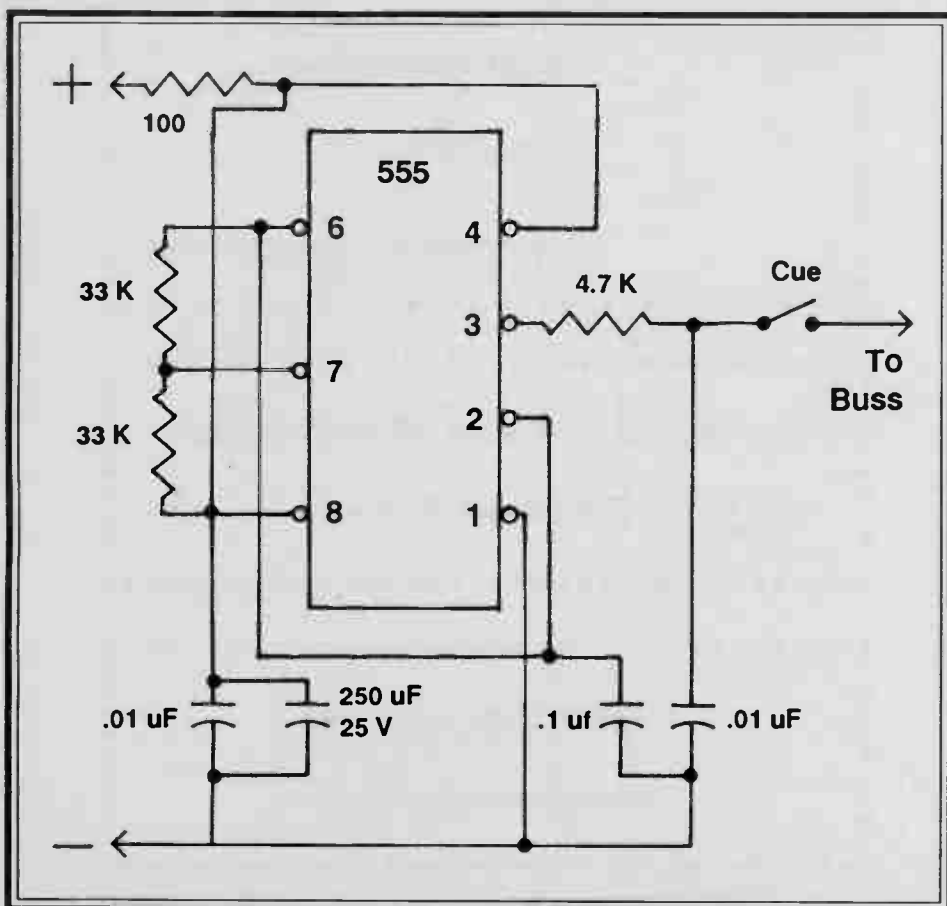 +
100
555
6
4
33 K
4.7 K
Cue
3
To
Buss
7
2
33 K
8
1
.01 uF
250 uF
25 V
.1 uf
.01 uF
—